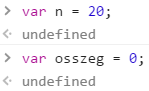 > var n = 20;
< undefined
> var osszeg = 0;
< undefined